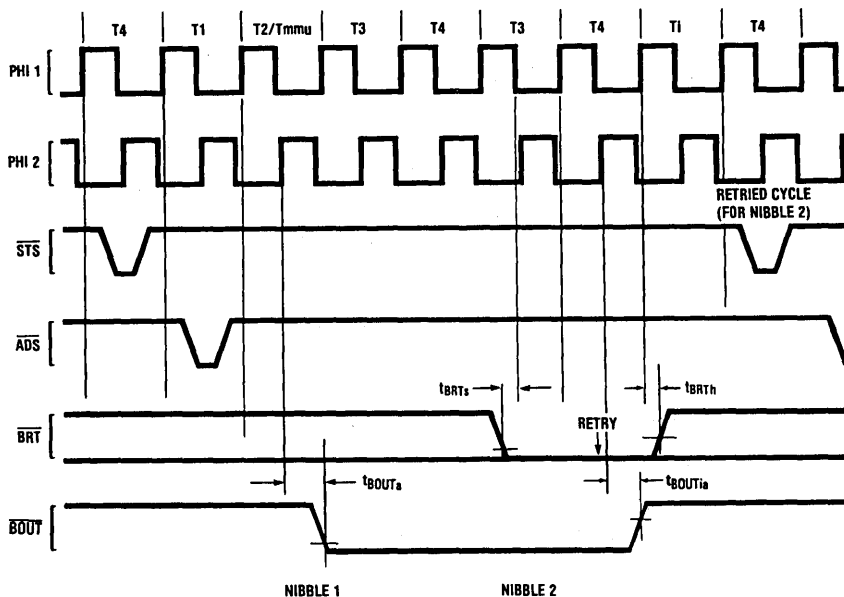 T4 T1 T2/Tmmu T3 T4 T3 T4 Ti T4
PHI 1
PHI 2
RETRIED CYCLE
(FOR NIBBLE 2)
STS
ADS
tBRTs
tBRTh
RETRY
BRT
tBOUTa
tBOUTia
BOUT
NIBBLE 1 NIBBLE 2